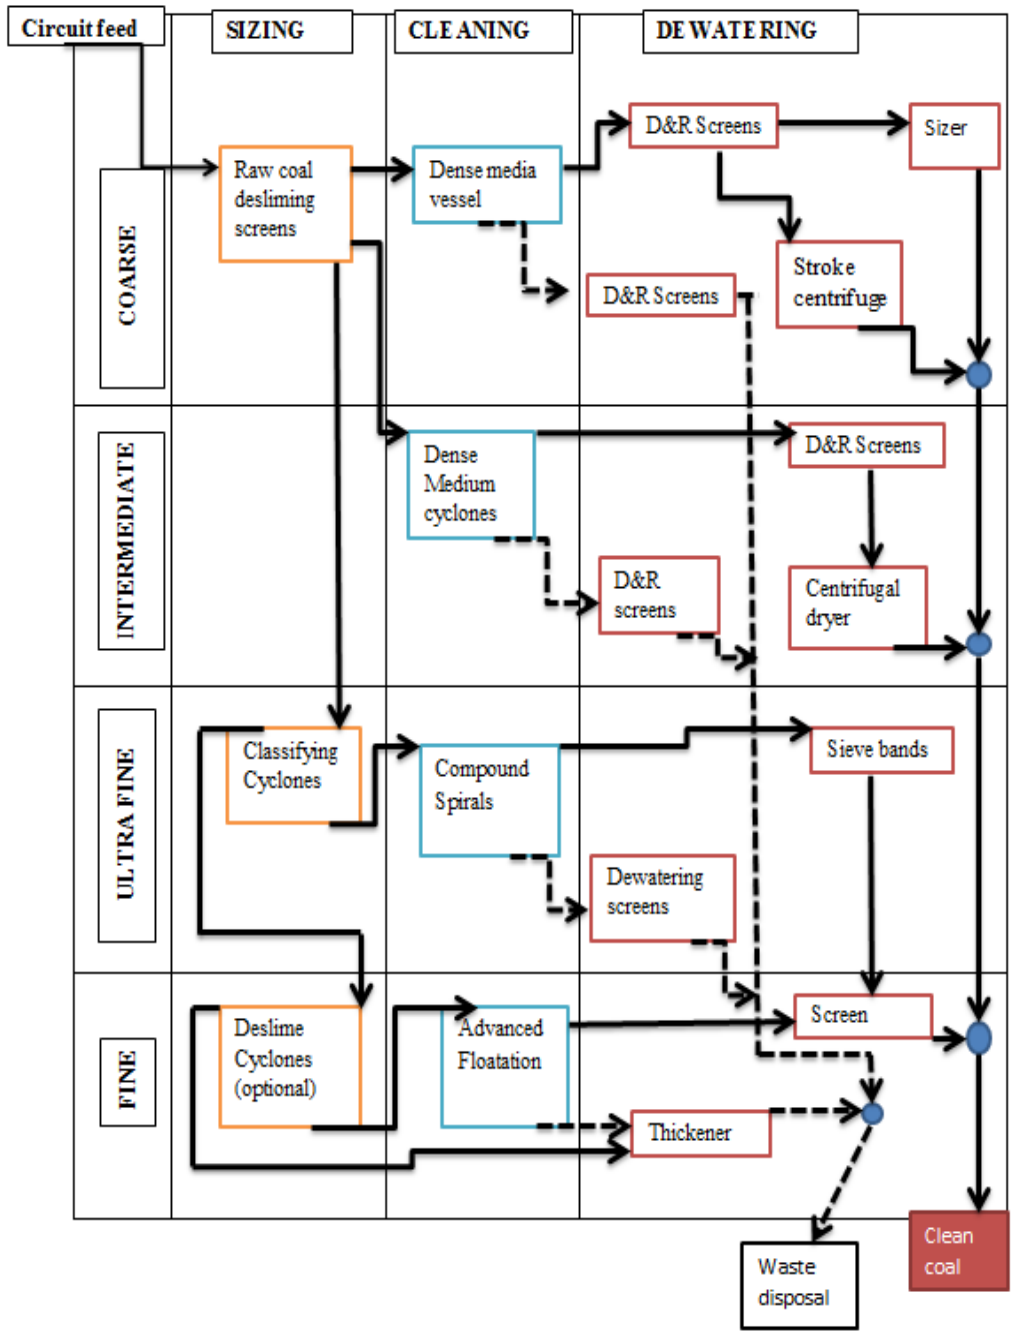 Circuit feed
SIZING
CLEANING
DEWATERING
COARSE
Raw coal
desliming
screens
Dense media
vessel
D&R Screens
Sizer
D&R Screens
Stroke
centrifuge
INTERMEDIATE
Dense
Medium
cyclones
D&R Screens
D&R
screens
Centrifugal
dryer
ULTRA FINE
Classifying
Cyclones
Compound
Spirals
Sieve bands
Dewatering
screens
FINE
Deslime
Cyclones
(optional)
Advanced
Floatation
Screen
Thickener
Clean
coal
Waste
disposal